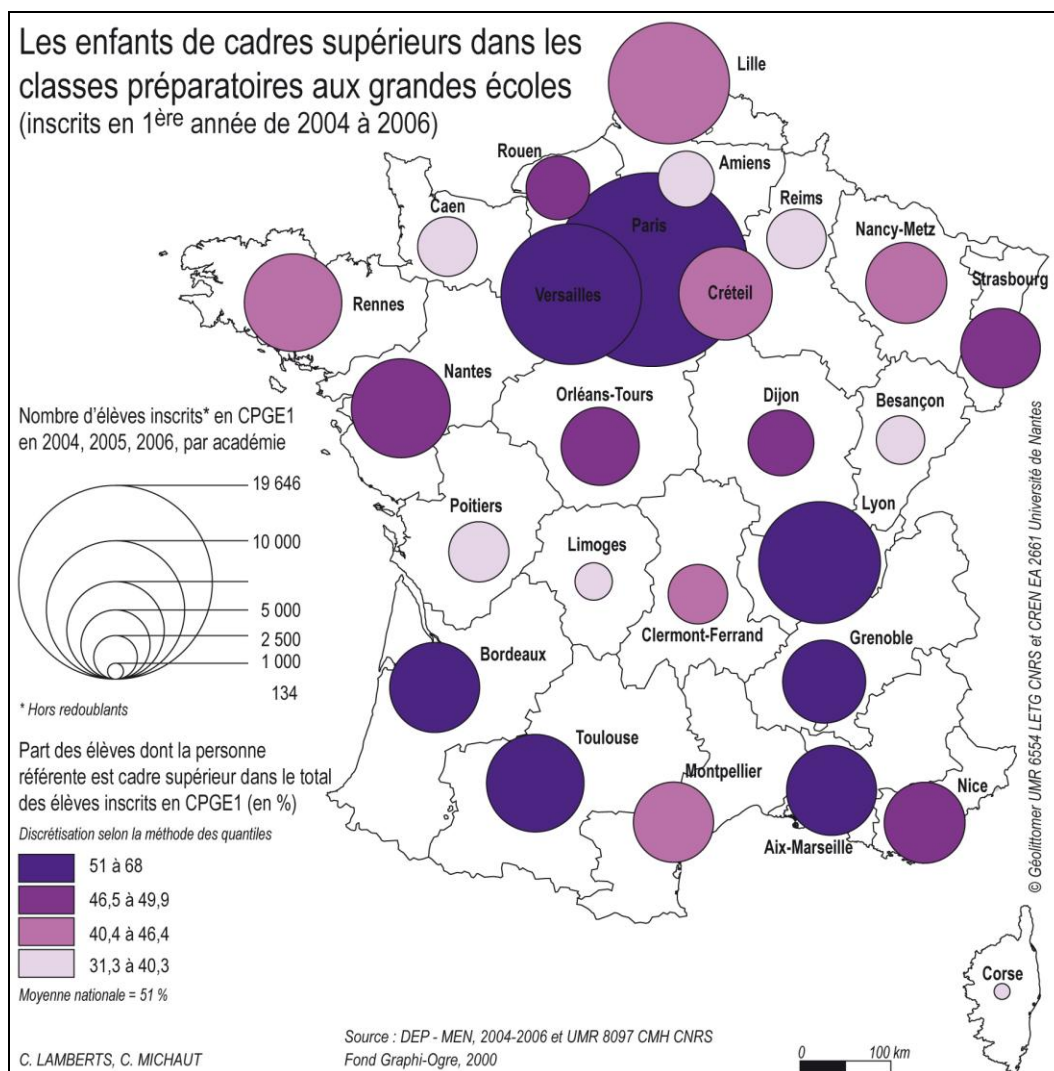 Les enfants de cadres supérieurs dans les
classes préparatoires aux grandes écoles
(inscrits en 1ère année de 2004 à 2006)
Lille
Rouen
Amiens
Caen
Paris
Reims
Nancy-Metz
Strasbourg
Rennes
Versailles
Créteil
Nantes
Orléans-Tours
Dijon
Besançon
Nombre d'élèves inscrits* en CPGE1
en 2004, 2005, 2006, par académie
19 646
10 000
5 000
2 500
1 000
134
* Hors redoublants
Poitiers
Limoges
Clermont-Ferrand
Lyon
Grenoble
Bordeaux
Toulouse
Montpellier
Aix-Marseille
Nice
Corse
Part des élèves dont la personne
référente est cadre supérieur dans le total
des élèves inscrits en CPGE1 (en %)
Discrétisation selon la méthode des quantiles
51 à 68
46,5 à 49,9
40,4 à 46,4
31,3 à 40,3
Moyenne nationale = 51 %
C. LAMBERTS, C. MICHAUT
Source : DEP - MEN, 2004-2006 et UMR 8097 CMH CNRS
Fond Graphi-Ogre, 2000
0 100 km
© Géolittomer UMR 6554 LETG CNRS et CREN EA 2661 Université de Nantes